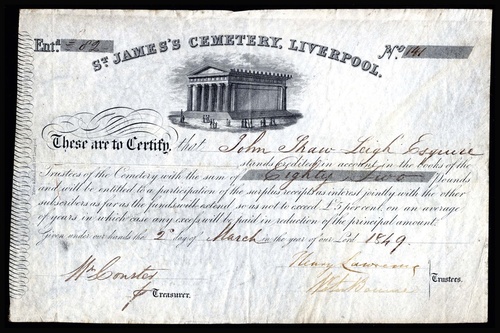 Entd. £82
No. 141
ST. JAMES'S CEMETERY, LIVERPOOL.
These are to Certify, that John Shaw Leigh Esquire
stands Credited in account in the Books of the
Trustees of the Cemetery with the sum of Eighty two Pounds
and will be entitled to a participation of the surplus receipts as interest jointly with the other
subscribers as far as the funds will extend so as not to exceed £5 per cent. on an average
of years in which case any excess will be paid in reduction of the principal amount.
Given under our hands the 2d day of March in the year of our Lord 1849.
Henry Lawrence
Treasurer.
Trustees.